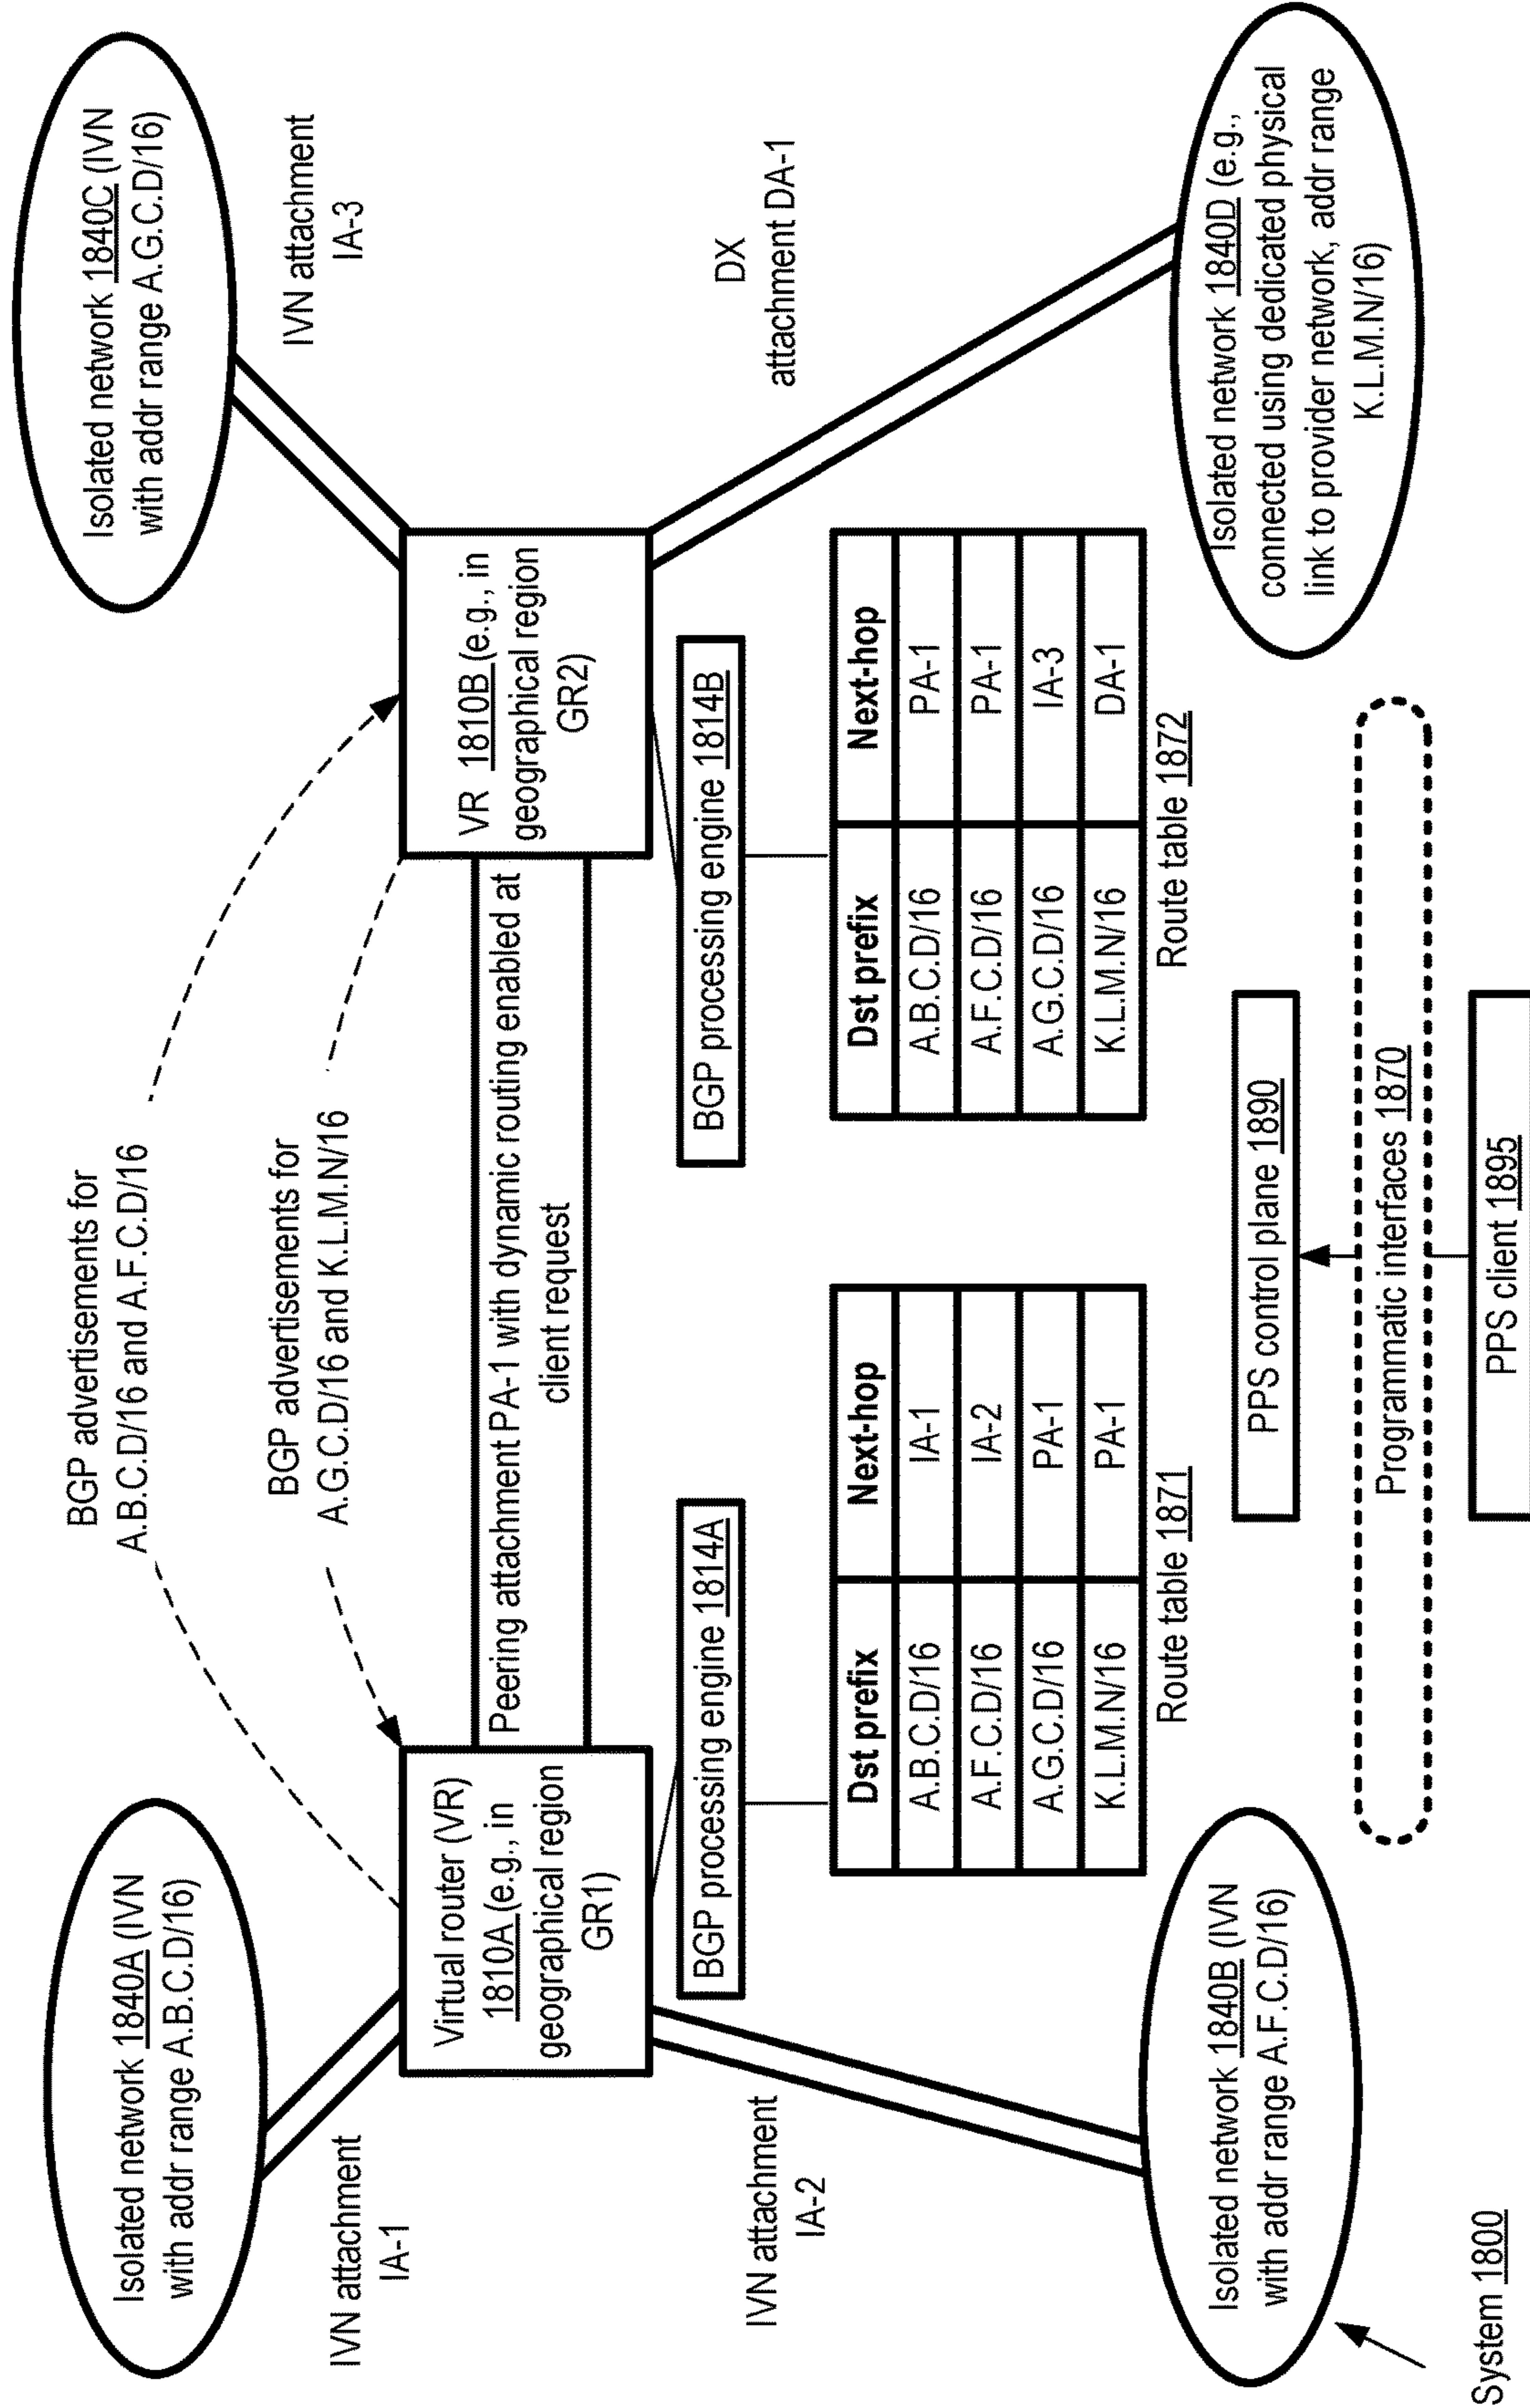 Isolated network 1840A (IVN
with addr range A.B.C.D/16)
IVN attachment
IA-1
BGP advertisements for
A.B.C.D/16 and A.F.C.D/16
BGP advertisements for
A.G.C.D/16 and K.L.M.N/16
Isolated network 1840C (IVN
with addr range A.G.C.D/16)
IVN attachment
IA-3
Virtual router (VR)
1810A (e.g., in
geographical region
GR1)
Peering attachment PA-1 with dynamic routing enabled at
client request
VR 1810B (e.g., in
geographical region
GR2)
BGP processing engine 1814A
BGP processing engine 1814B
IVN attachment
IA-2
DX
attachment DA-1
Dst prefix Next-hop
A.B.C.D/16 IA-1
A.F.C.D/16 IA-2
A.G.C.D/16 PA-1
K.L.M.N/16 PA-1
Route table 1871
Dst prefix Next-hop
A.B.C.D/16 PA-1
A.F.C.D/16 PA-1
A.G.C.D/16 IA-3
K.L.M.N/16 DA-1
Route table 1872
Isolated network 1840B (IVN
with addr range A.F.C.D/16)
Isolated network 1840D (e.g.,
connected using dedicated physical
link to provider network, addr range
K.L.M.N/16)
PPS control plane 1890
Programmatic interfaces 1870
PPS client 1895
System 1800